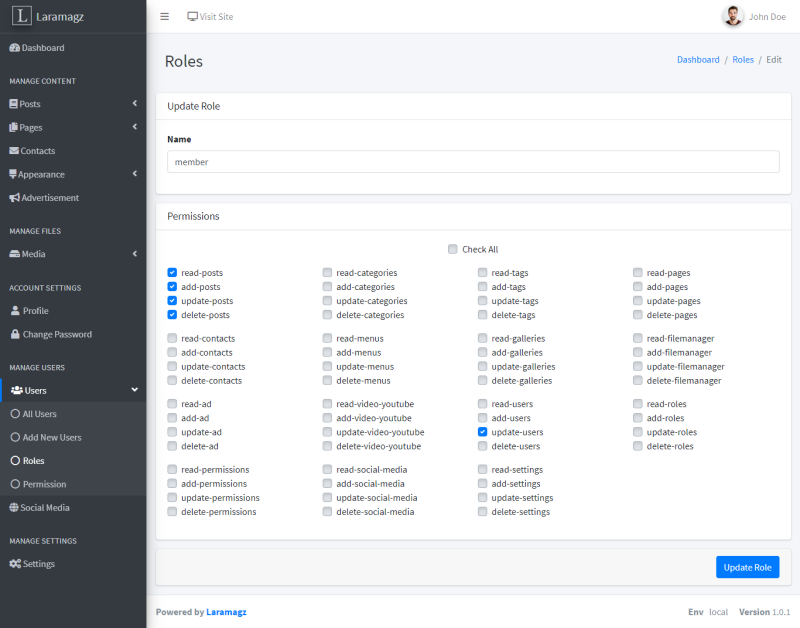 L Laramagz
Visit Site
John Doe
Dashboard
MANAGE CONTENT
Posts
Pages
Contacts
Appearance
Advertisement
MANAGE FILES
Media
ACCOUNT SETTINGS
Profile
Change Password
MANAGE USERS
Users
All Users
Add New Users
Roles
Permission
Social Media
MANAGE SETTINGS
Settings
Roles
Dashboard / Roles / Edit
Update Role
Name
member
Permissions
Check All
read-posts read-categories read-tags read-pages
add-posts add-categories add-tags add-pages
update-posts update-categories update-tags update-pages
delete-posts delete-categories delete-tags delete-pages
read-contacts read-menus read-galleries read-filemanager
add-contacts add-menus add-galleries add-filemanager
update-contacts update-menus update-galleries update-filemanager
delete-contacts delete-menus delete-galleries delete-filemanager
read-ad read-video-youtube read-users read-roles
add-ad add-video-youtube add-users add-roles
update-ad update-video-youtube update-users update-roles
delete-ad delete-video-youtube delete-users delete-roles
read-permissions read-social-media read-settings
add-permissions add-social-media add-settings
update-permissions update-social-media update-settings
delete-permissions delete-social-media delete-settings
Update Role
Powered by Laramagz
Env local Version 1.0.1